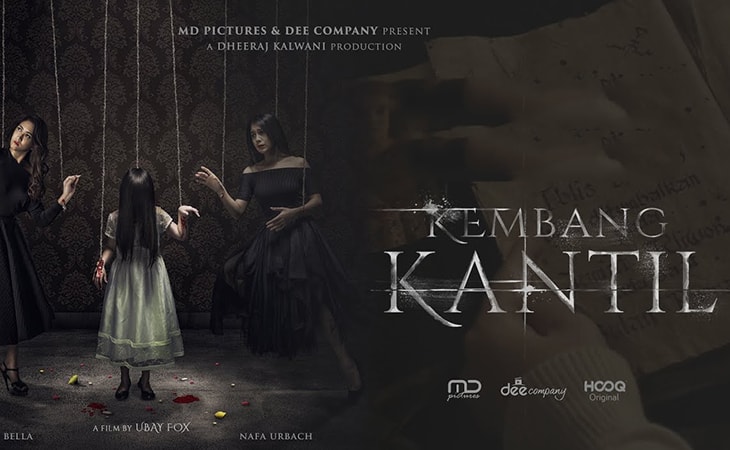 MD PICTURES & DEE COMPANY PRESENT
A DHEERAJ KALWANI PRODUCTION
KEMBANG
KANTIL
MD
pictures
dee company
HOOQ
Original
BELLA
A FILM BY UBAY FOX
NAFA URBACH